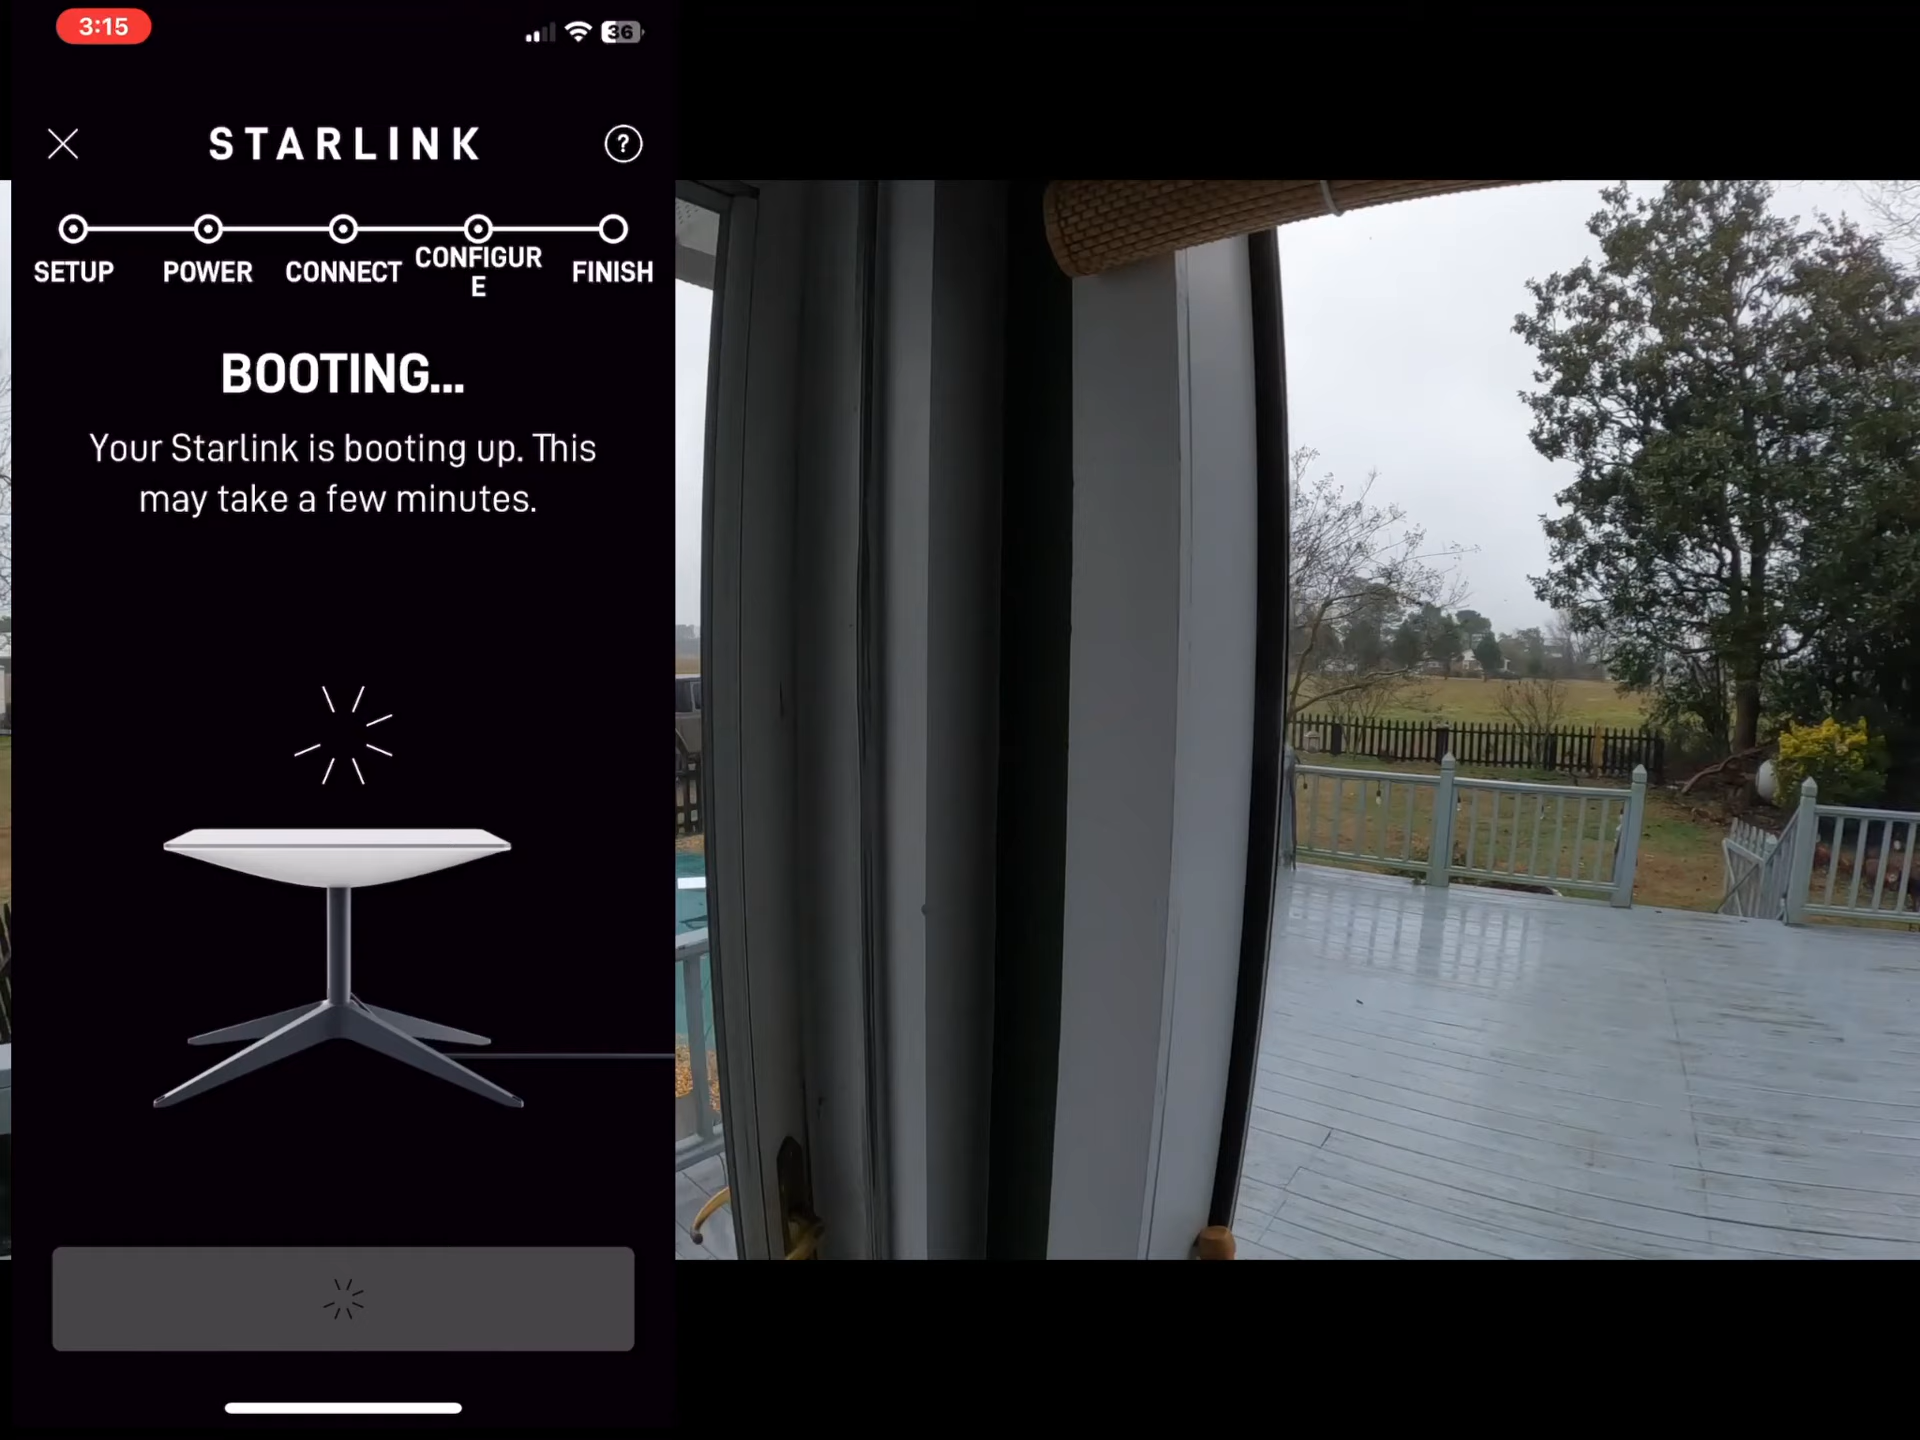 3:15
36
STARLINK
?
SETUP
POWER
CONNECT
CONFIGUR
E
FINISH
BOOTING...
Your Starlink is booting up. This
may take a few minutes.